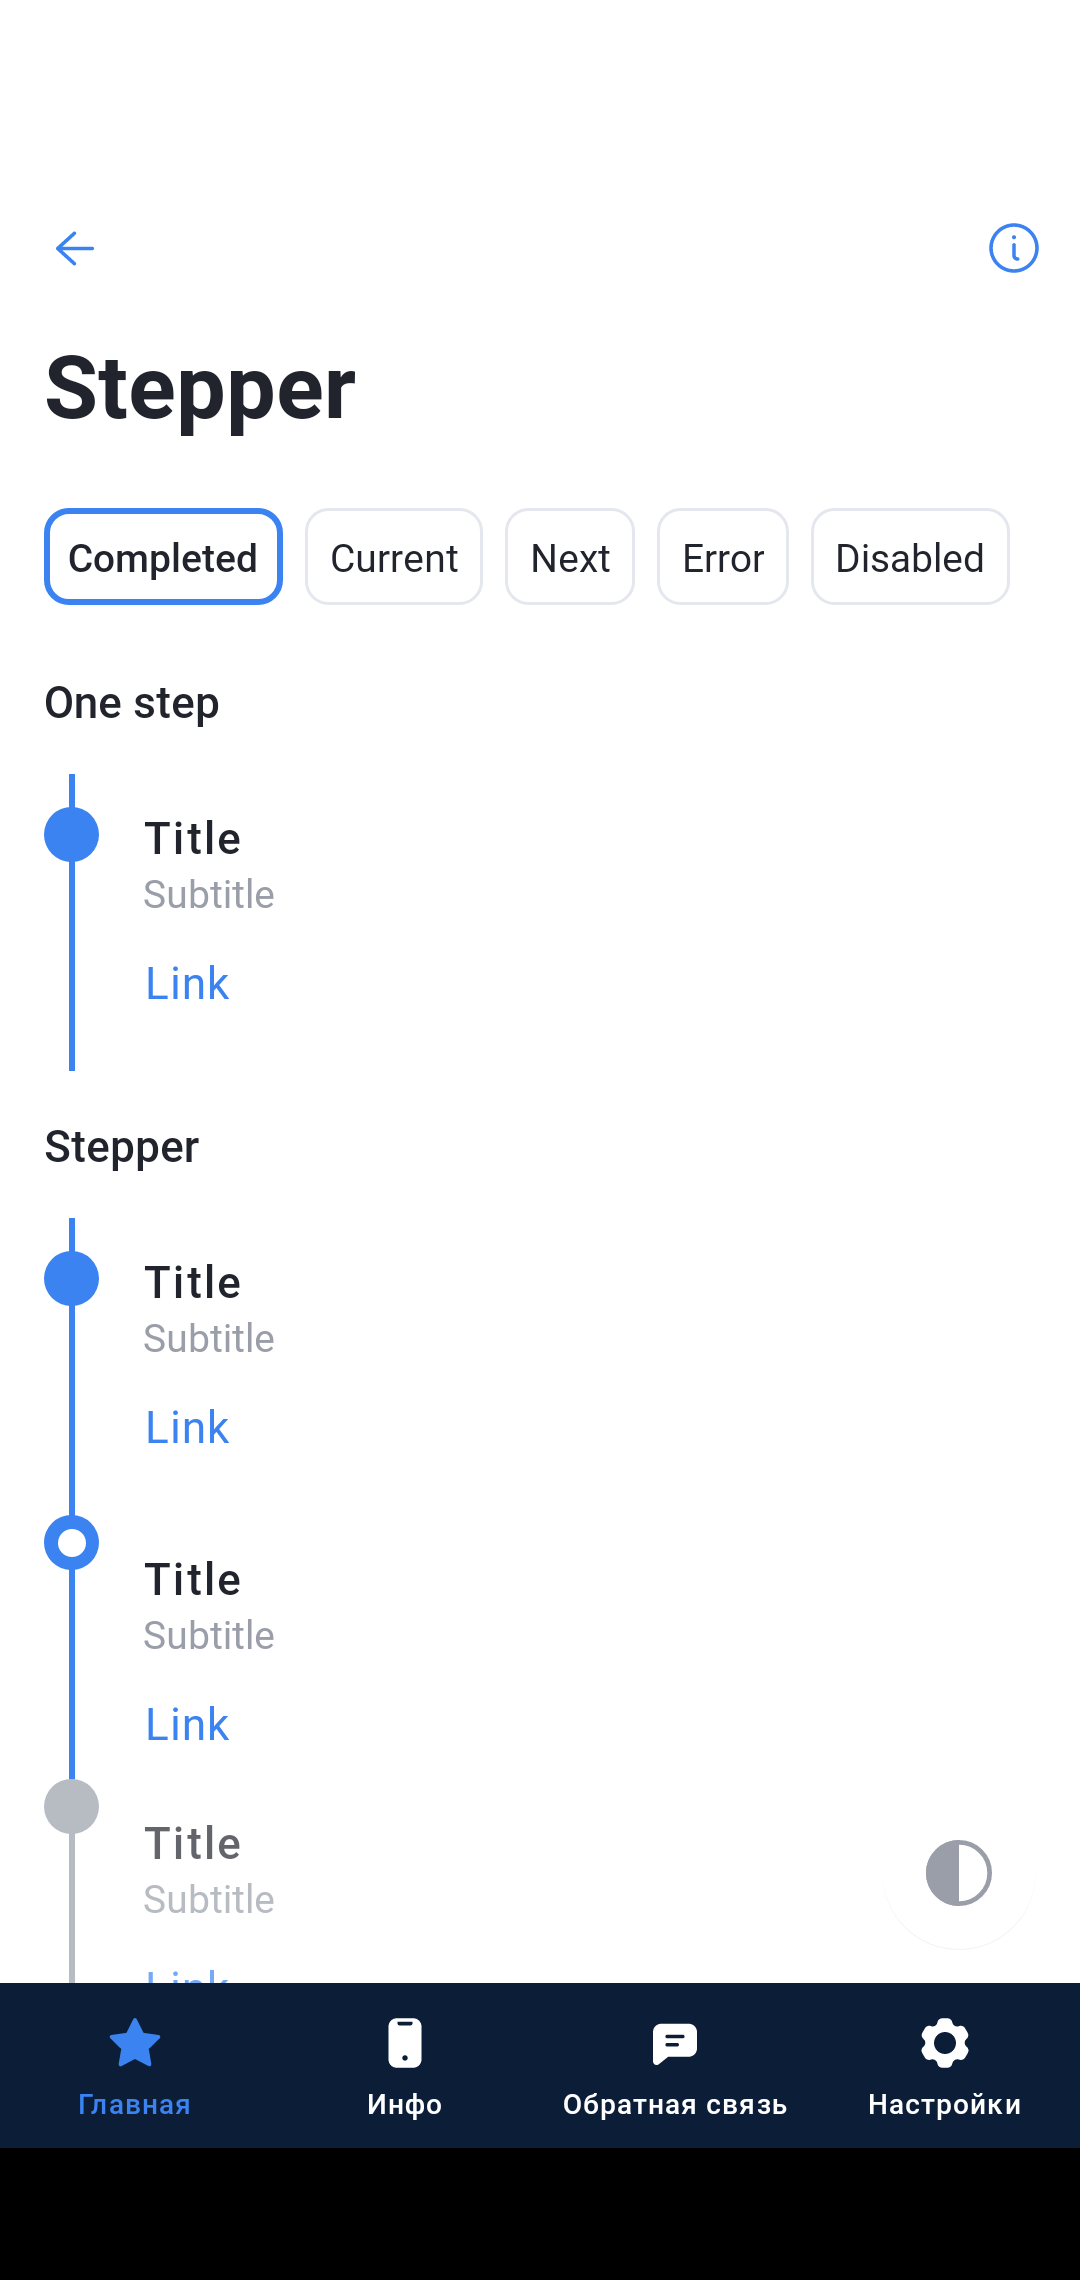 Stepper
Completed Current Next Error Disabled
One step
Title
Subtitle
Link
Stepper
Title
Subtitle
Link
Title
Subtitle
Link
Title
Subtitle
Link
Главная Инфо Обратная связь Настройки